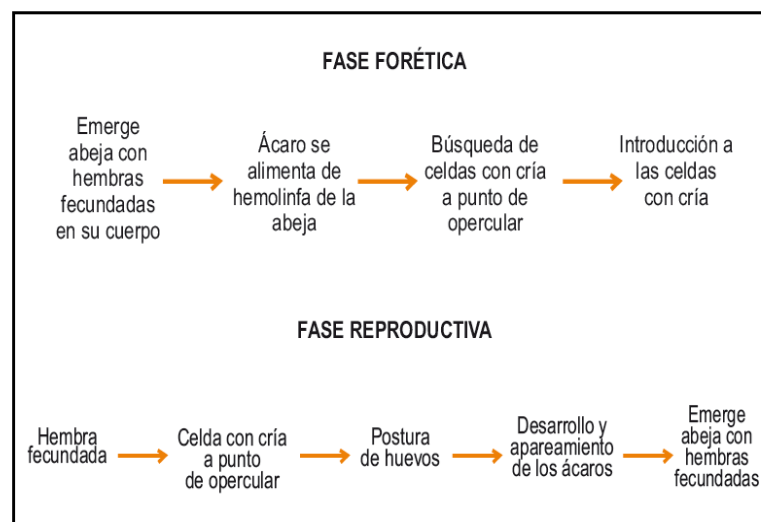 FASE FORÉTICA
Emerge
abeja con
hembras
fecundadas
en su cuerpo
Ácaro se
alimenta de
hemolinfa de la
abeja
Búsqueda de
celdas con cría
a punto de
opercular
Introducción a
las celdas
con cría
FASE REPRODUCTIVA
Hembra
fecundada
Celda con cría
a punto
de opercular
Postura
de huevos
Desarrollo y
apareamiento
de los ácaros
Emerge
abeja con
hembras
fecundadas